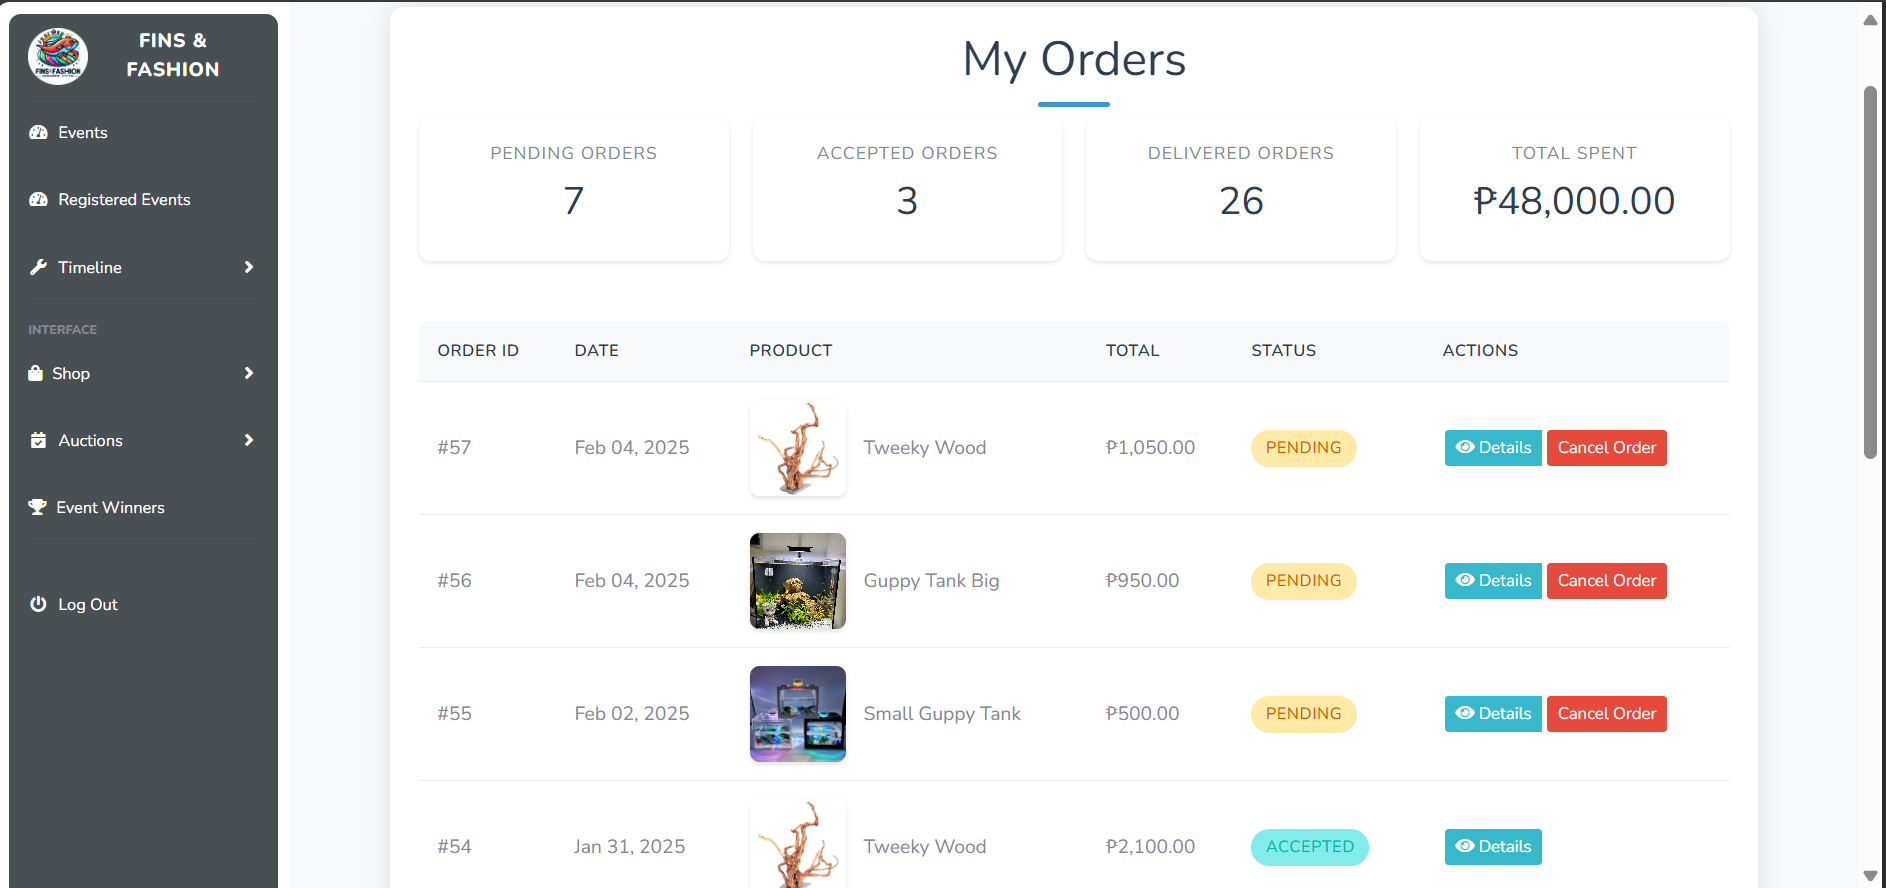 FINS & FASHION
FINS & FASHION
Events
Registered Events
Timeline
INTERFACE
Shop
Auctions
Event Winners
Log Out
My Orders
PENDING ORDERS
7
ACCEPTED ORDERS
3
DELIVERED ORDERS
26
TOTAL SPENT
₱48,000.00
ORDER ID DATE PRODUCT TOTAL STATUS ACTIONS
#57 Feb 04, 2025 Tweeky Wood ₱1,050.00 PENDING Details Cancel Order
#56 Feb 04, 2025 Guppy Tank Big ₱950.00 PENDING Details Cancel Order
#55 Feb 02, 2025 Small Guppy Tank ₱500.00 PENDING Details Cancel Order
#54 Jan 31, 2025 Tweeky Wood ₱2,100.00 ACCEPTED Details